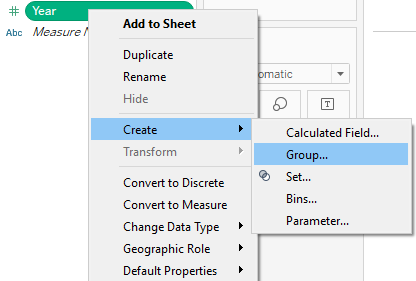 # Year
Abc Measure N
Add to Sheet
Duplicate
Rename
Hide
omatic
T
Create
Transform
Calculated Field...
Group...
Set...
Bins...
Parameter...
Convert to Discrete
Convert to Measure
Change Data Type
Geographic Role
Default Properties